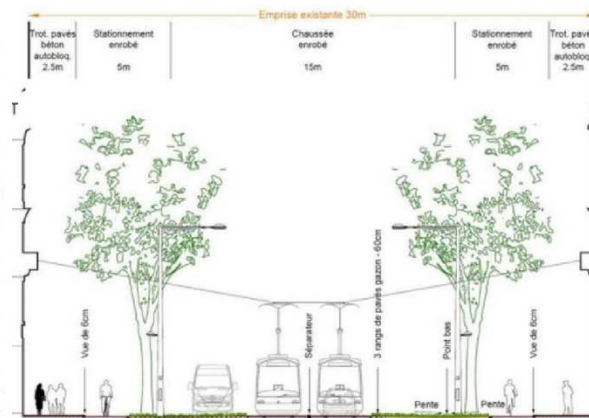 Emprise existante 30m
Trot. pavés
béton
autobloq.
2.5m
Stationnement
enrobé
5m
Chaussée
enrobé
15m
Stationnement
enrobé
5m
Trot. pavés
béton
autobloq.
2.5m
Vue de 6cm
Séparateur
3 rangs de pavés gazon - 60cm
Point bas
Vue de 6cm
Pente
Pente